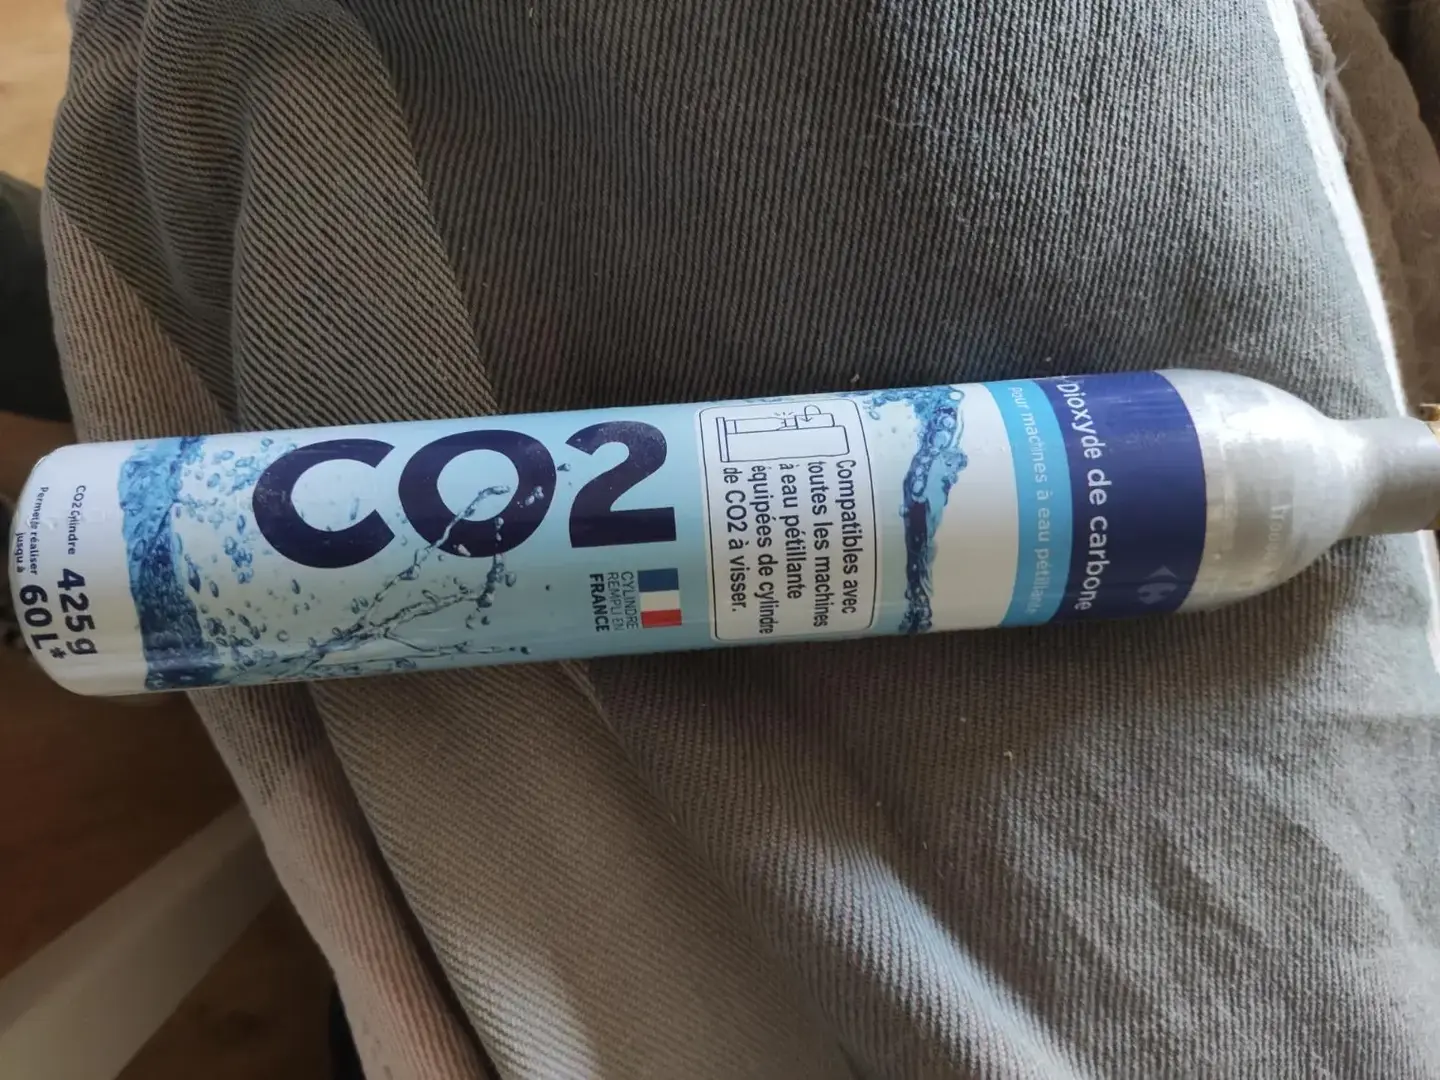 Dioxyde de carbone
Pour machines à eau pétillante
Compatibles avec
toutes les machines
à eau pétillante
équipées de cylindre
de CO2 à visser.
CO2
CYLINDRE
REMPLI EN
FRANCE
CO2 Cylindre 425g
Permet de réaliser
jusqu'à 60L*